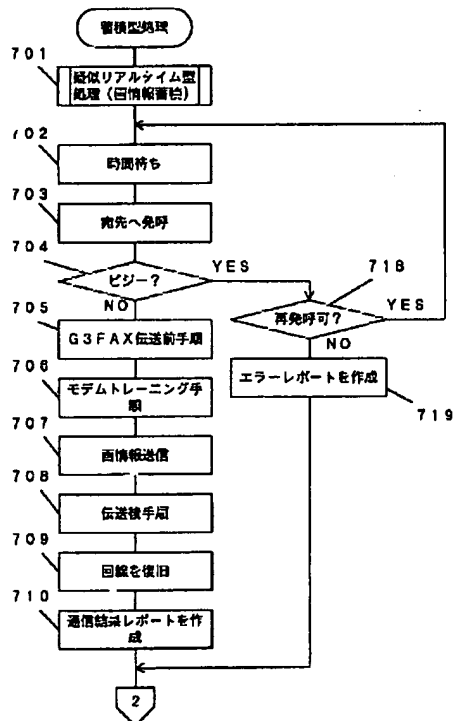 蓄積型処理
701
疑似リアルタイム型
処理(画情報蓄積)
702
時間待ち
703
宛先へ発呼
704
ビジー?
YES
NO
718
再発呼可?
YES
NO
705
G3FAX伝送前手順
706
モデムトレーニング手
順
エラーレポートを作成
719
707
画情報送信
708
伝送後手順
709
回線を復旧
710
通信結果レポートを作
成
2